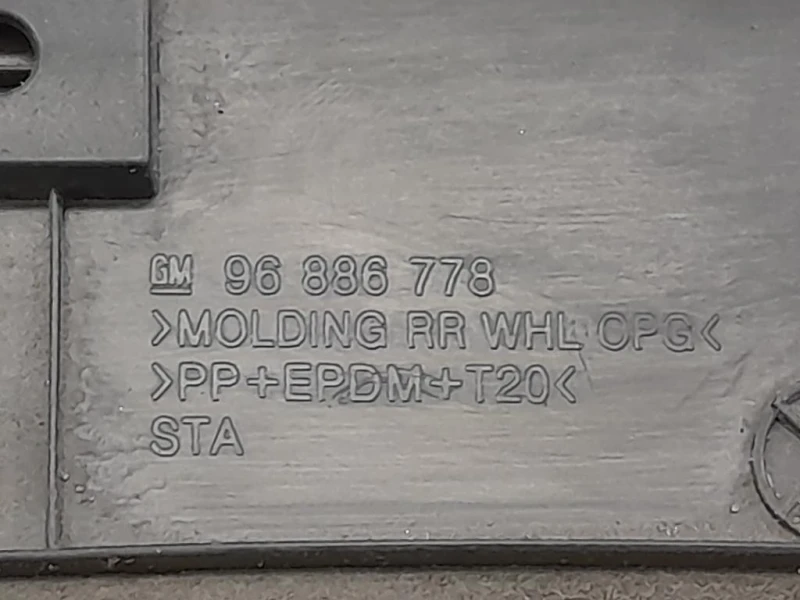 GM 96 886 778
>MOLDING RR WHL OPG<
>PP+EPDM+T20<
STA